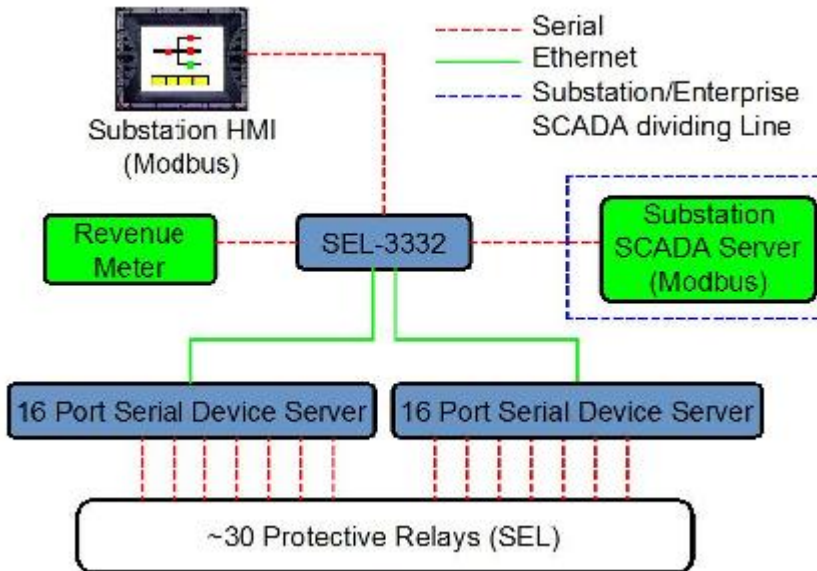 Serial
Ethernet
Substation/Enterprise
SCADA dividing Line
Substation HMI
(Modbus)
Revenue
Meter
SEL-3332
Substation
SCADA Server
(Modbus)
16 Port Serial Device Server
16 Port Serial Device Server
~30 Protective Relays (SEL)